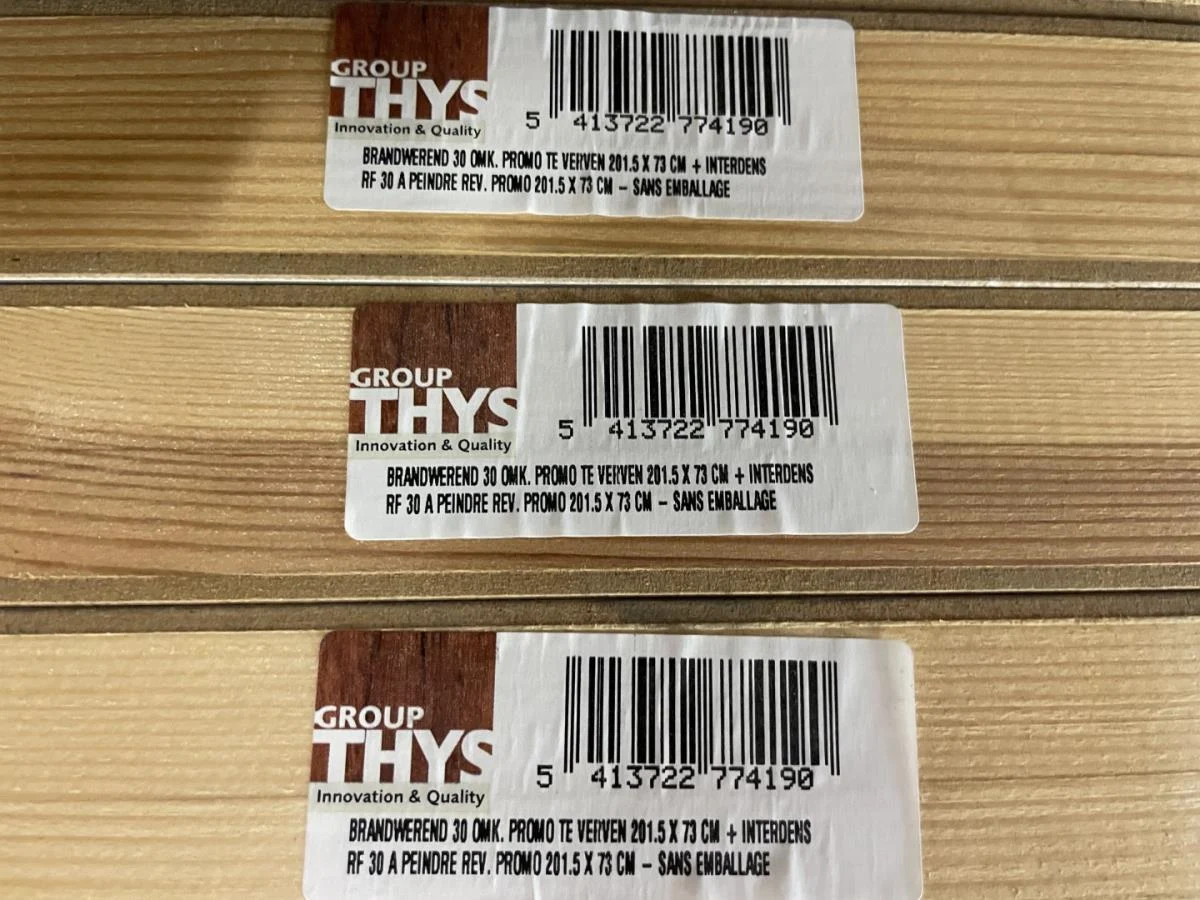 GROUP
THYS
Innovation & Quality
5 413722 774190
BRANDWEREND 30 OMK. PROMO TE VERVEN 201.5 X 73 CM + INTERDENS
RF 30 A PEINDRE REV. PROMO 201.5 X 73 CM - SANS EMBALLAGE
GROUP
THYS
Innovation & Quality
5 413722 774190
BRANDWEREND 30 OMK. PROMO TE VERVEN 201.5 X 73 CM + INTERDENS
RF 30 A PEINDRE REV. PROMO 201.5 X 73 CM - SANS EMBALLAGE
GROUP
THYS
Innovation & Quality
5 413722 774190
BRANDWEREND 30 OMK. PROMO TE VERVEN 201.5 X 73 CM + INTERDENS
RF 30 A PEINDRE REV. PROMO 201.5 X 73 CM - SANS EMBALLAGE